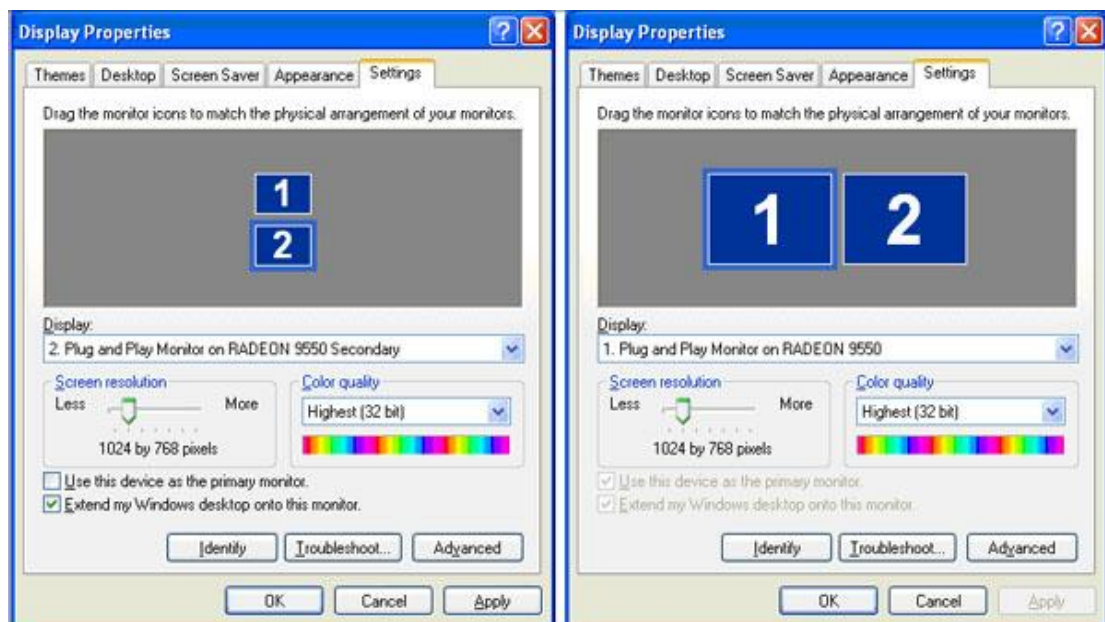 Display Properties
Themes Desktop Screen Saver Appearance Settings
Drag the monitor icons to match the physical arrangement of your monitors.
1
2
Display:
2. Plug and Play Monitor on RADEON 9550 Secondary
Screen resolution
Less More
1024 by 768 pixels
Color quality
Highest (32 bit)
Use this device as the primary monitor.
Extend my Windows desktop onto this monitor.
Identify Troubleshoot... Advanced
OK Cancel Apply
Display Properties
Themes Desktop Screen Saver Appearance Settings
Drag the monitor icons to match the physical arrangement of your monitors.
1 2
Display:
1. Plug and Play Monitor on RADEON 9550
Screen resolution
Less More
1024 by 768 pixels
Color quality
Highest (32 bit)
Use this device as the primary monitor.
Extend my Windows desktop onto this monitor.
Identify Troubleshoot... Advanced
OK Cancel Apply